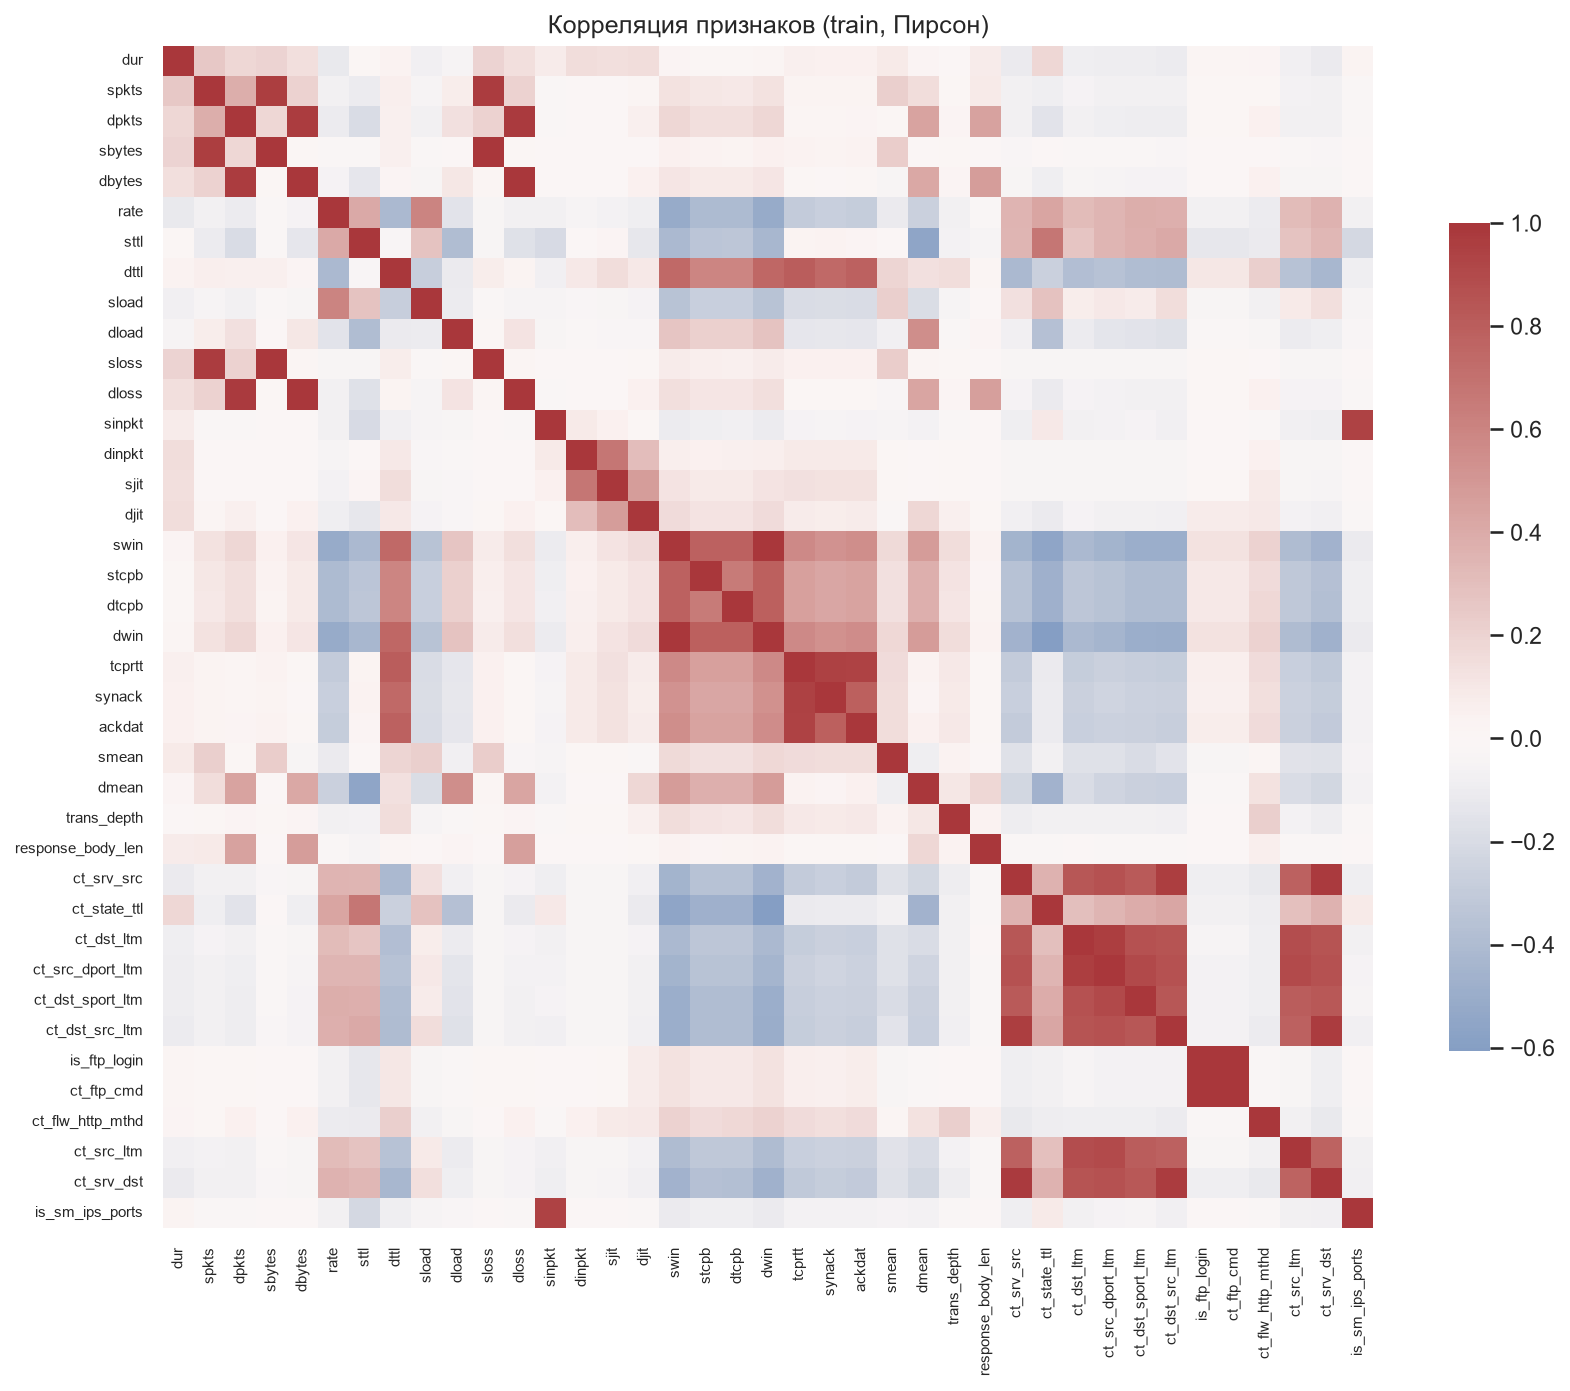 Корреляция признаков (train, Пирсон)
dur
spkts
dpkts
sbytes
dbytes
rate
sttl
dttl
sload
dload
sloss
dloss
sinpkt
dinpkt
sjit
djit
swin
stcpb
dtcpb
dwin
tcprtt
synack
ackdat
smean
dmean
trans_depth
response_body_len
ct_srv_src
ct_state_ttl
ct_dst_ltm
ct_src_dport_ltm
ct_dst_sport_ltm
ct_dst_src_ltm
is_ftp_login
ct_ftp_cmd
ct_flw_http_mthd
ct_src_ltm
ct_srv_dst
is_sm_ips_ports
dur
spkts
dpkts
sbytes
dbytes
rate
sttl
dttl
sload
dload
sloss
dloss
sinpkt
dinpkt
sjit
djit
swin
stcpb
dtcpb
dwin
tcprtt
synack
ackdat
smean
dmean
trans_depth
response_body_len
ct_srv_src
ct_state_ttl
ct_dst_ltm
ct_src_dport_ltm
ct_dst_sport_ltm
ct_dst_src_ltm
is_ftp_login
ct_ftp_cmd
ct_flw_http_mthd
ct_src_ltm
ct_srv_dst
is_sm_ips_ports
1.0
0.8
0.6
0.4
0.2
0.0
−0.2
−0.4
−0.6